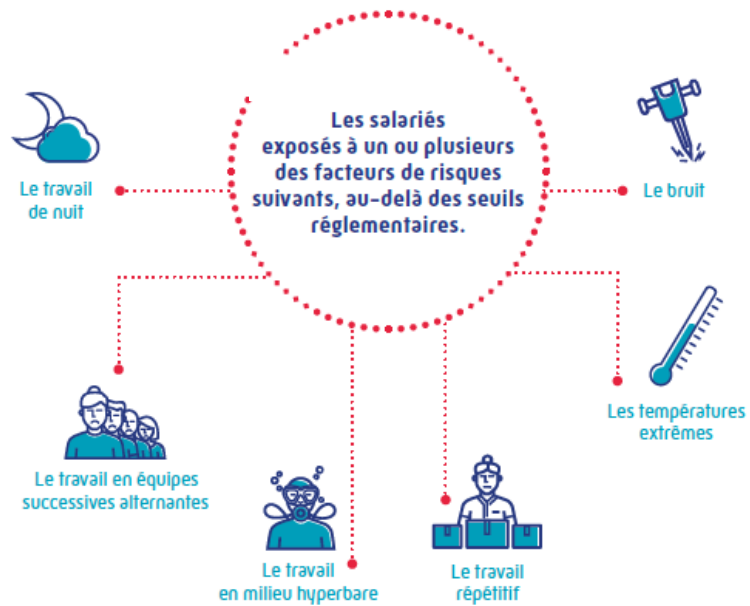 Les salariés
exposés à un ou plusieurs
des facteurs de risques
suivants, au-delà des seuils
réglementaires.
Le travail
de nuit
Le bruit
Les températures
extrêmes
Le travail en équipes
successives alternantes
Le travail
en milieu hyperbare
Le travail
répétitif